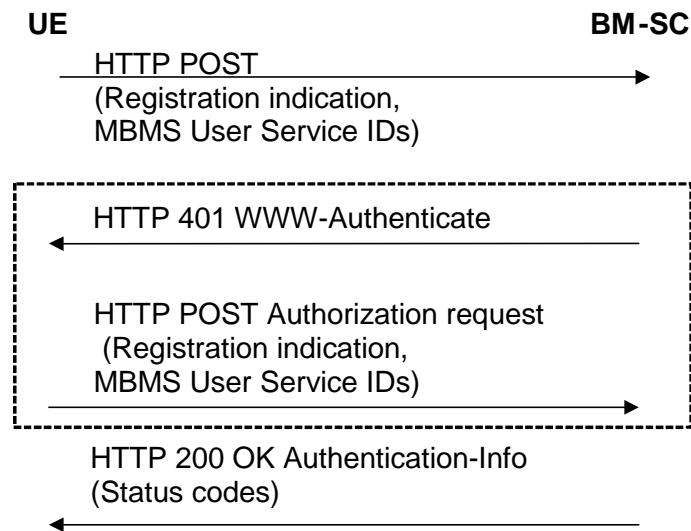 UE BM-SC
HTTP POST
(Registration indication,
MBMS User Service IDs)
HTTP 401 WWW-Authenticate
HTTP POST Authorization request
(Registration indication,
MBMS User Service IDs)
HTTP 200 OK Authentication-Info
(Status codes)